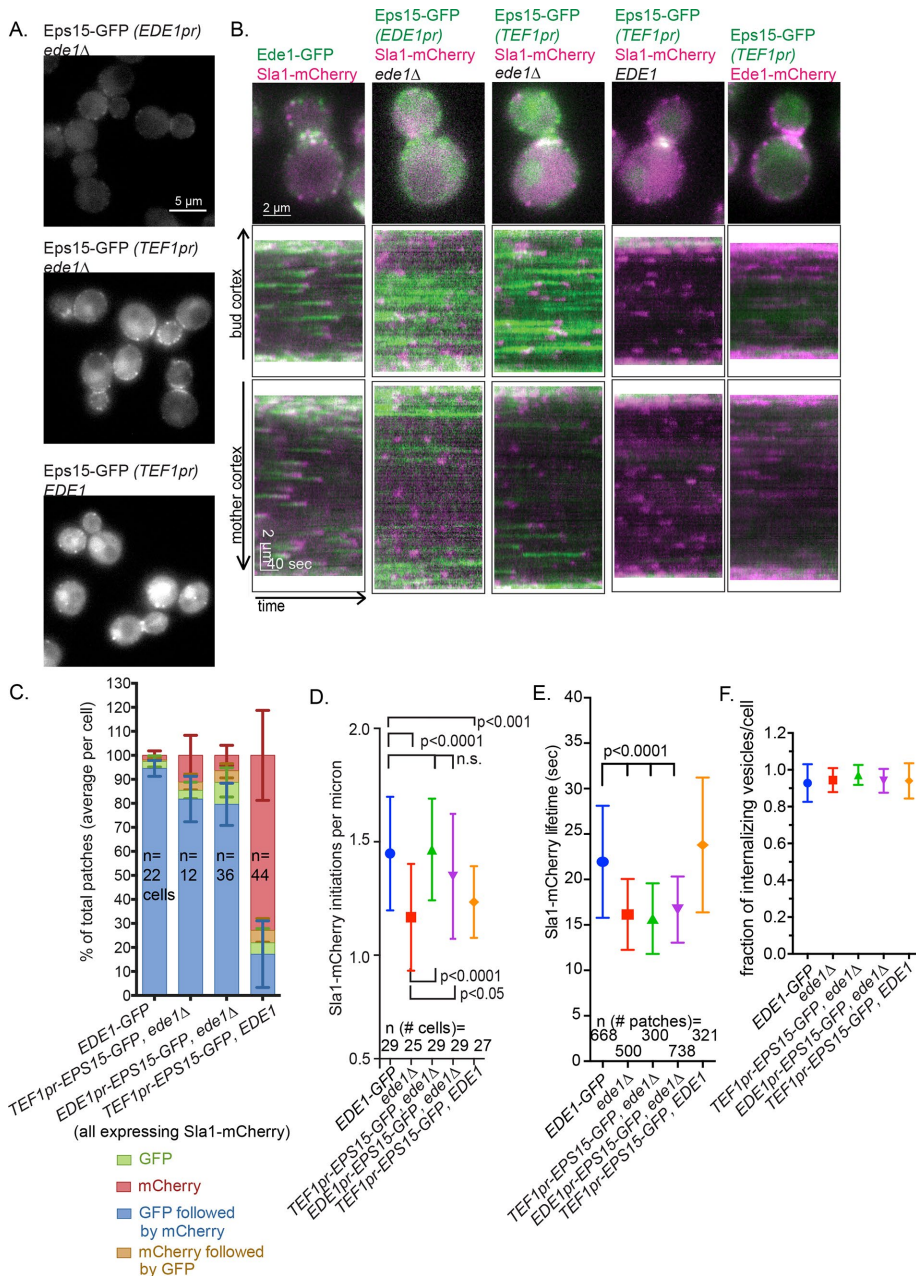 A.
Eps15-GFP (EDE1pr)
ede1Δ
5 µm
Eps15-GFP (TEF1pr)
ede1Δ
Eps15-GFP (TEF1pr)
EDE1
B.
Ede1-GFP
Sla1-mCherry
Eps15-GFP
(EDE1pr)
Sla1-mCherry
ede1Δ
Eps15-GFP
(TEF1pr)
Sla1-mCherry
ede1Δ
Eps15-GFP
(TEF1pr)
Sla1-mCherry
EDE1
Eps15-GFP
(TEF1pr)
Ede1-mCherry
2 µm
bud cortex
mother cortex
2 µm
40 sec
time
C.
% of total patches (average per cell)
130
120
110
100
90
80
70
60
50
40
30
20
10
0
n=
22
cells
n=
12
n=
36
n=
44
EDE1-GFP
TEF1pr-EPS15-GFP, ede1Δ
EDE1pr-EPS15-GFP, ede1Δ
TEF1pr-EPS15-GFP, EDE1
(all expressing Sla1-mCherry)
GFP
mCherry
GFP followed
by mCherry
mCherry followed
by GFP
D.
Sla1-mCherry initiations per micron
2.0
1.5
1.0
0.5
p<0.001
p<0.0001
n.s.
p<0.0001
p<0.05
n (# cells)=
29 25 29 29 27
EDE1-GFP
ede1Δ
TEF1pr-EPS15-GFP, ede1Δ
EDE1pr-EPS15-GFP, ede1Δ
TEF1pr-EPS15-GFP, EDE1
E.
Sla1-mCherry lifetime (sec)
40
35
30
25
20
15
10
5
0
p<0.0001
n (# patches)=
668 300 321
500 738
EDE1-GFP
ede1Δ
TEF1pr-EPS15-GFP, ede1Δ
EDE1pr-EPS15-GFP, ede1Δ
TEF1pr-EPS15-GFP, EDE1
F.
fraction of internalizing vesicles/cell
1.2
1.0
0.8
0.6
0.4
0.2
0.0
EDE1-GFP
ede1Δ
TEF1pr-EPS15-GFP, ede1Δ
EDE1pr-EPS15-GFP, ede1Δ
TEF1pr-EPS15-GFP, EDE1